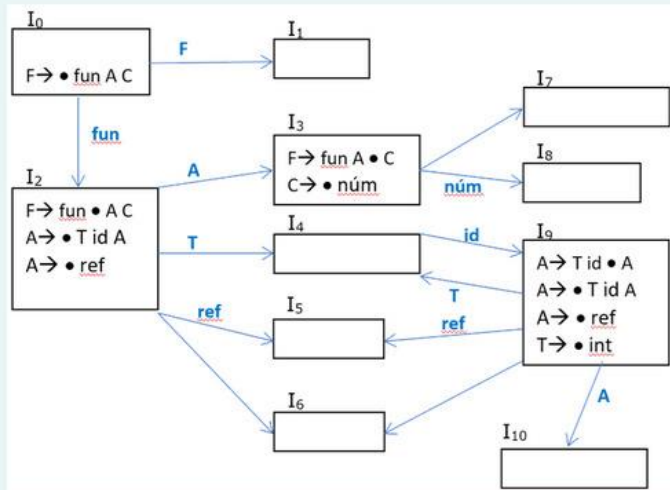 I0
F→ • fun A C
F
I1
fun
I2
F→ fun • A C
A→ • T id A
A→ • ref
A
I3
F→ fun A • C
C→ • núm
I7
núm
I8
T
I4
id
I9
A→ T id • A
A→ • T id A
A→ • ref
T→ • int
T
ref
I5
ref
I6
A
I10